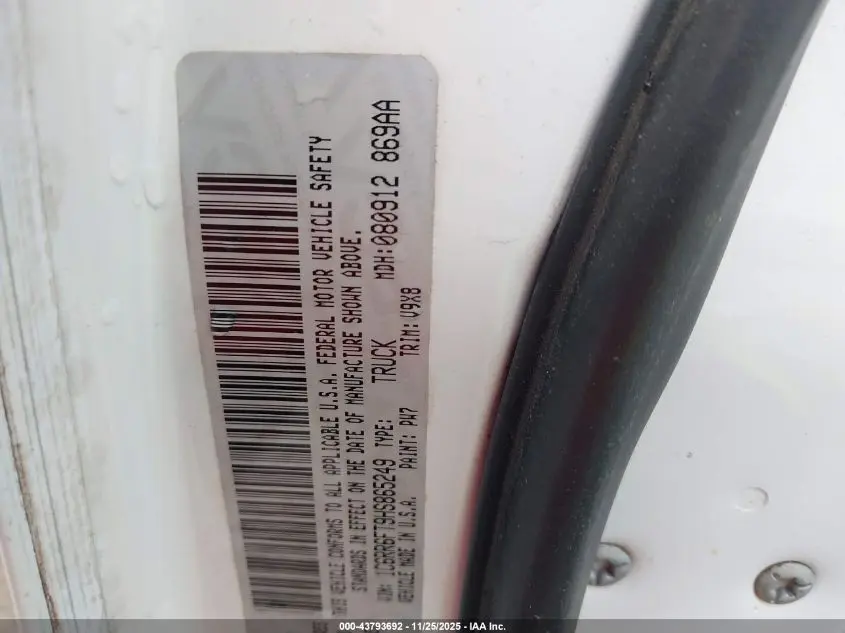 THIS VEHICLE CONFORMS TO ALL APPLICABLE U.S.A. FEDERAL MOTOR VEHICLE SAFETY
STANDARDS IN EFFECT ON THE DATE OF MANUFACTURE SHOWN ABOVE.
VIN: 1C6RR6FT9HS865249 TYPE: TRUCK MDH:080912 869AA
VEHICLE MADE IN U.S.A. PAINT: PW7 TRIM: V9X8
000-43793692 - 11/25/2025 - IAA Inc.